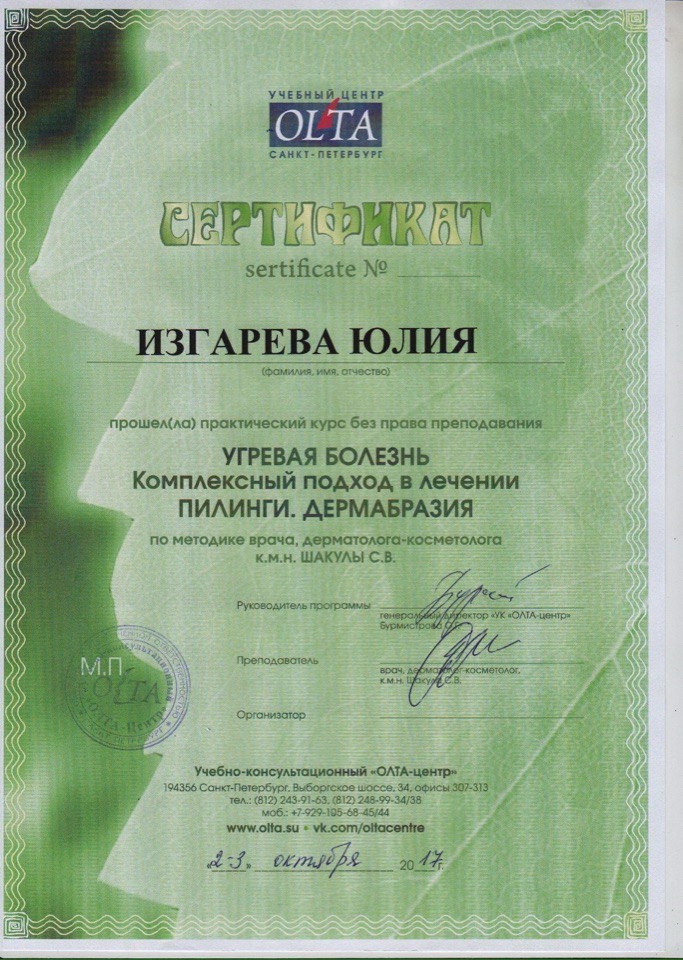 УЧЕБНЫЙ ЦЕНТР
OLTA
САНКТ-ПЕТЕРБУРГ
СЕРТИФИКАТ
sertificate №
ИЗГАРЕВА ЮЛИЯ
(фамилия, имя, отчество)
прошел(ла) практический курс без права преподавания
УГРЕВАЯ БОЛЕЗНЬ
Комплексный подход в лечении
ПИЛИНГИ. ДЕРМАБРАЗИЯ
по методике врача, дерматолога-косметолога
к.м.н. ШАКУЛЫ С.В.
Руководитель программы
генеральный директор «УК «ОЛТА-центр»
Бурмистрова
Преподаватель
врач, дерматолог-косметолог,
к.м.н. Шакула С.В.
М.П.
OLTA
«ОЛТА-Центр»
Организатор
Учебно-консультационный «ОЛТА-центр»
194356 Санкт-Петербург, Выборгское шоссе, 34, офисы 307-313
тел.: (812) 243-91-63, (812) 248-99-34/38
моб.: +7-929-105-68-45/44
www.olta.su • vk.com/oltacentre
«2-3» октября 2017г.